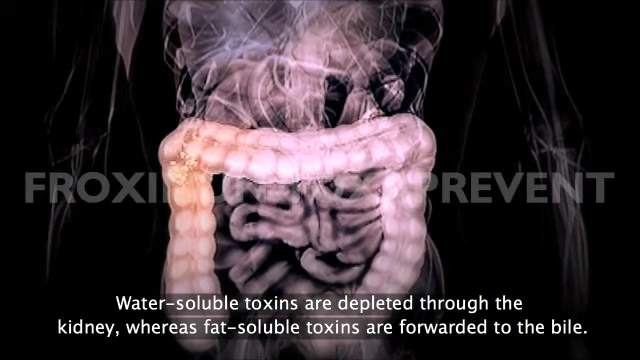 PREVENT
Water-soluble toxins are depleted through the
kidney, whereas fat-soluble toxins are forwarded to the bile.